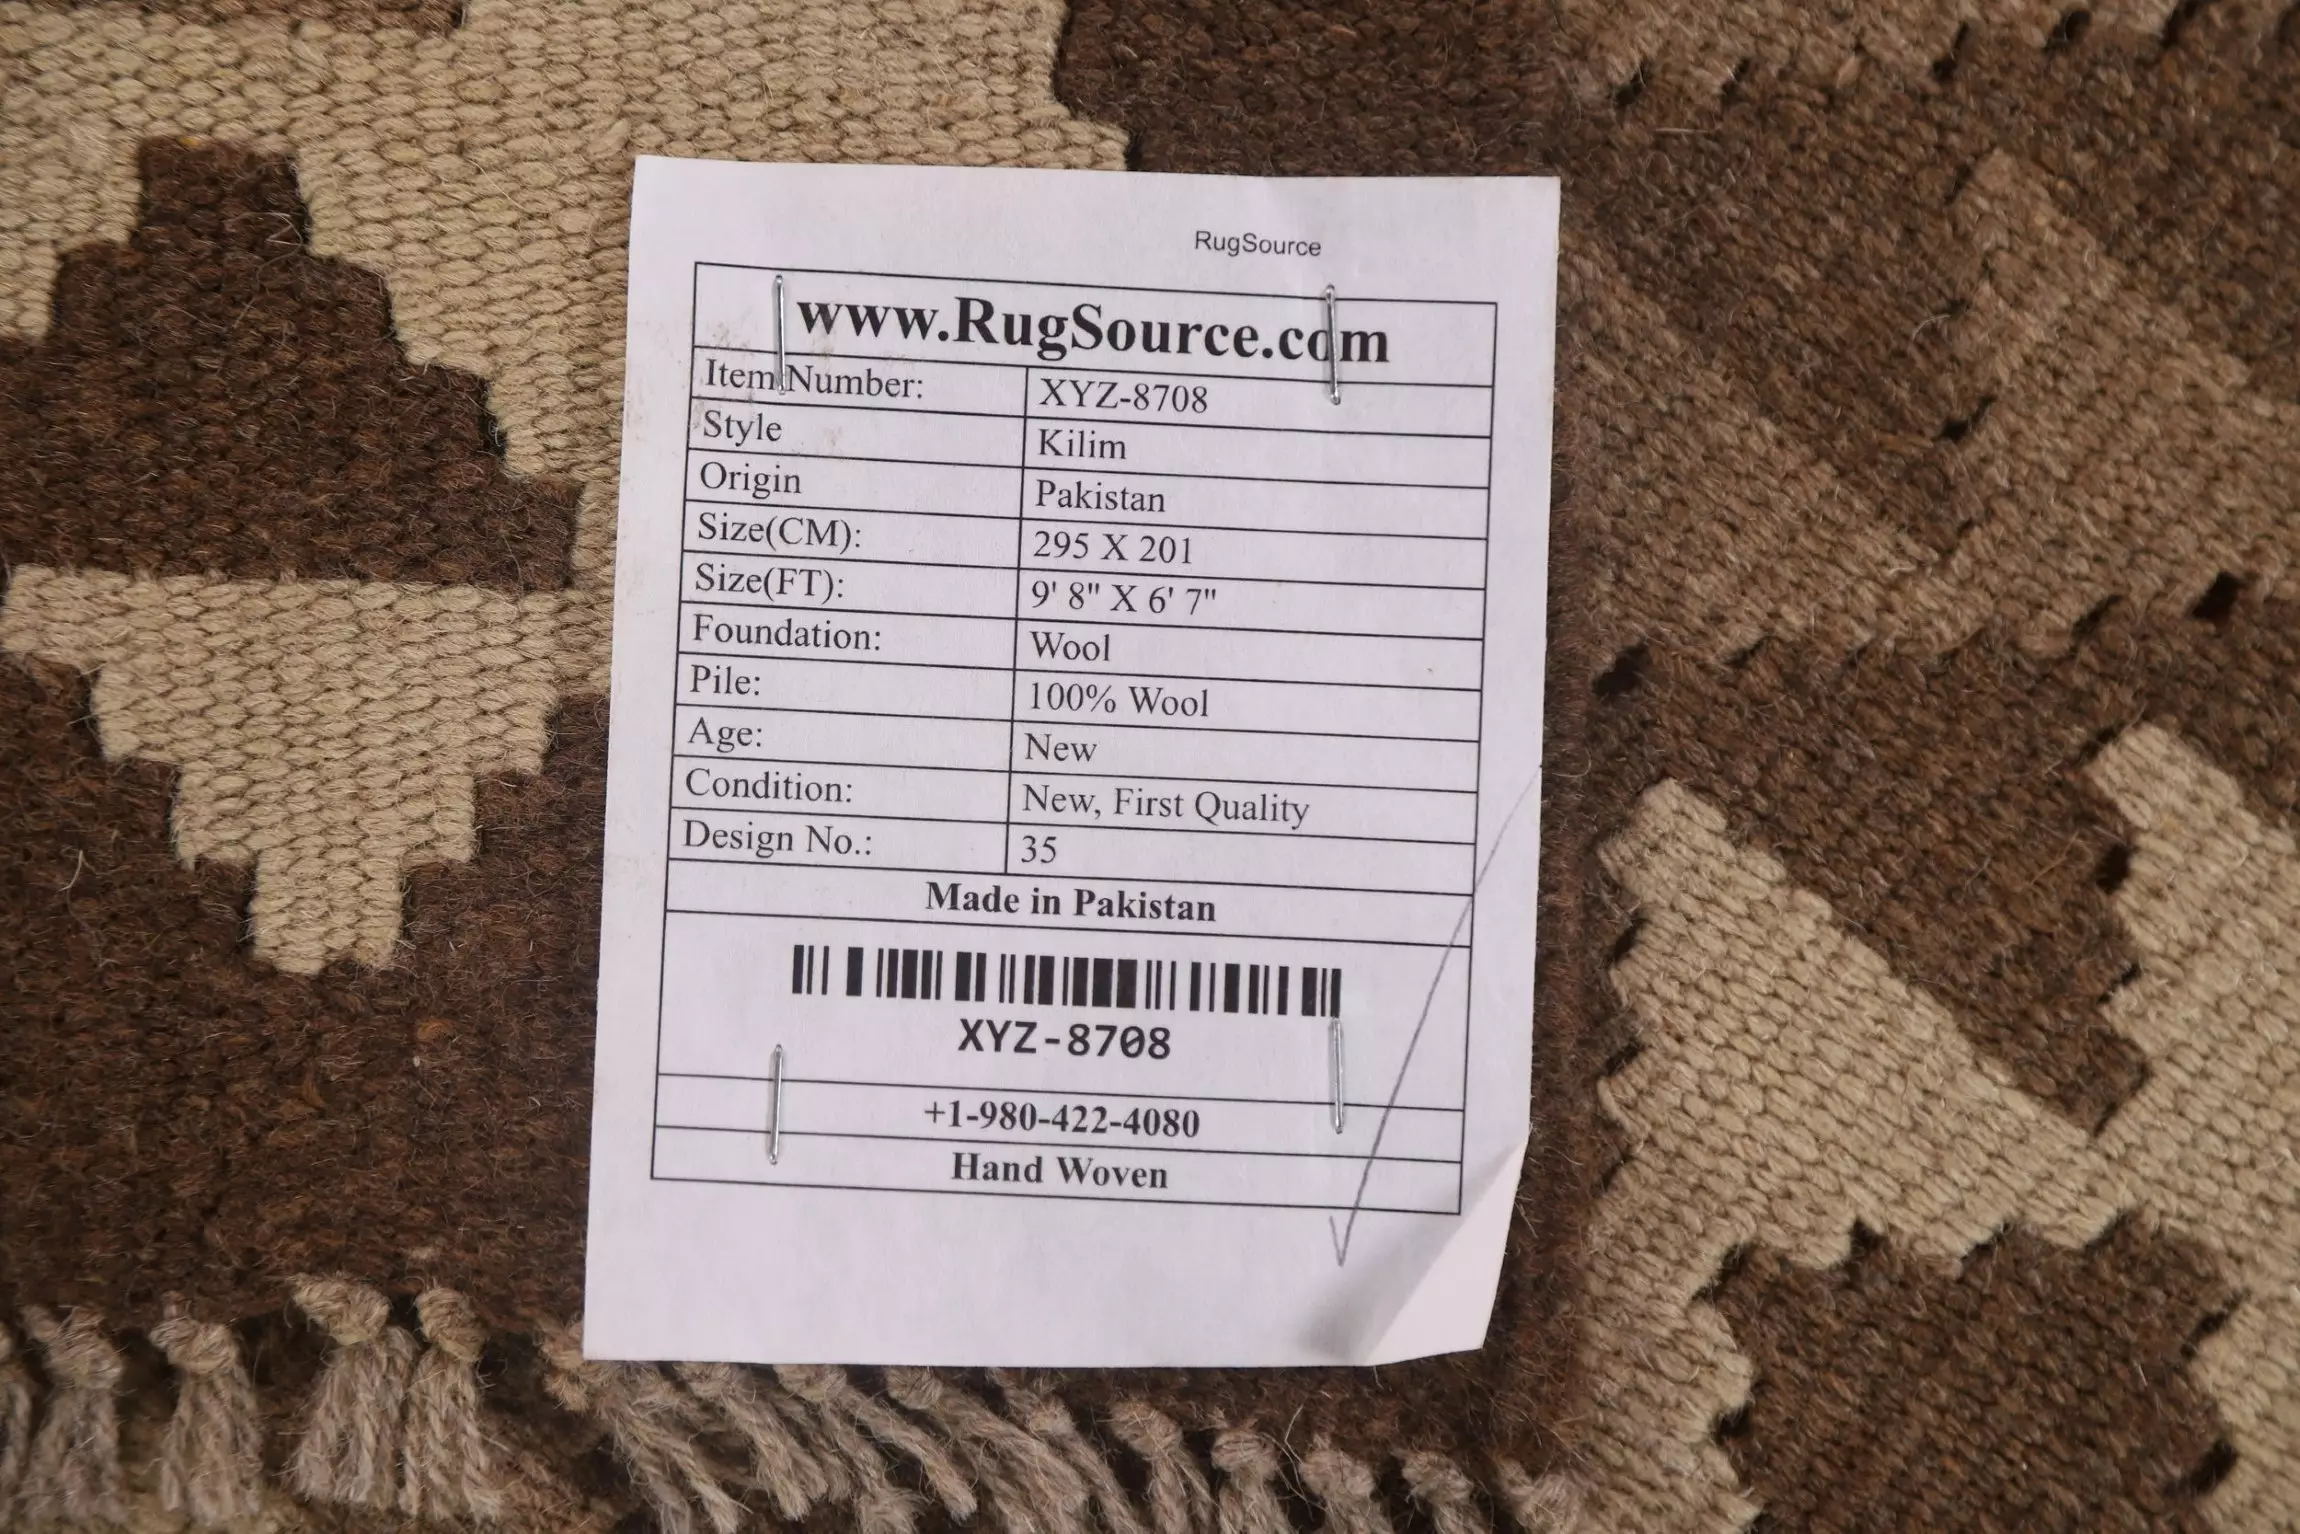 RugSource
www.RugSource.com
Item Number: XYZ-8708
Style Kilim
Origin Pakistan
Size(CM): 295 X 201
Size(FT): 9' 8" X 6' 7"
Foundation: Wool
Pile: 100% Wool
Age: New
Condition: New, First Quality
Design No.: 35
Made in Pakistan
XYZ-8708
+1-980-422-4080
Hand Woven